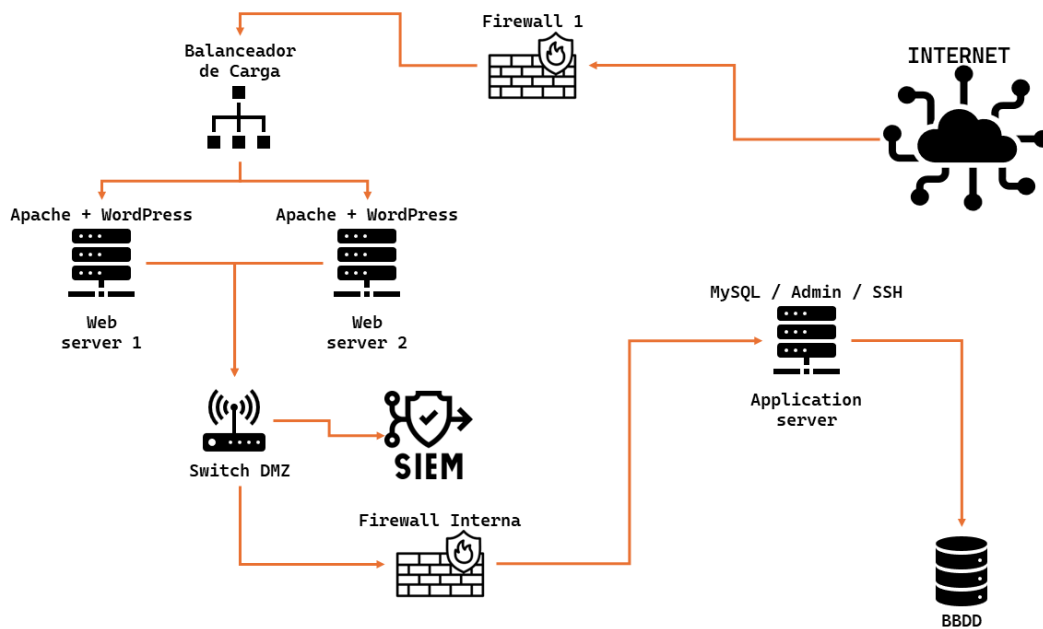 Firewall 1
Balanceador
de Carga
INTERNET
Apache + WordPress
Apache + WordPress
Web
server 1
Web
server 2
MySQL / Admin / SSH
Application
server
Switch DMZ
SIEM
Firewall Interna
BBDD